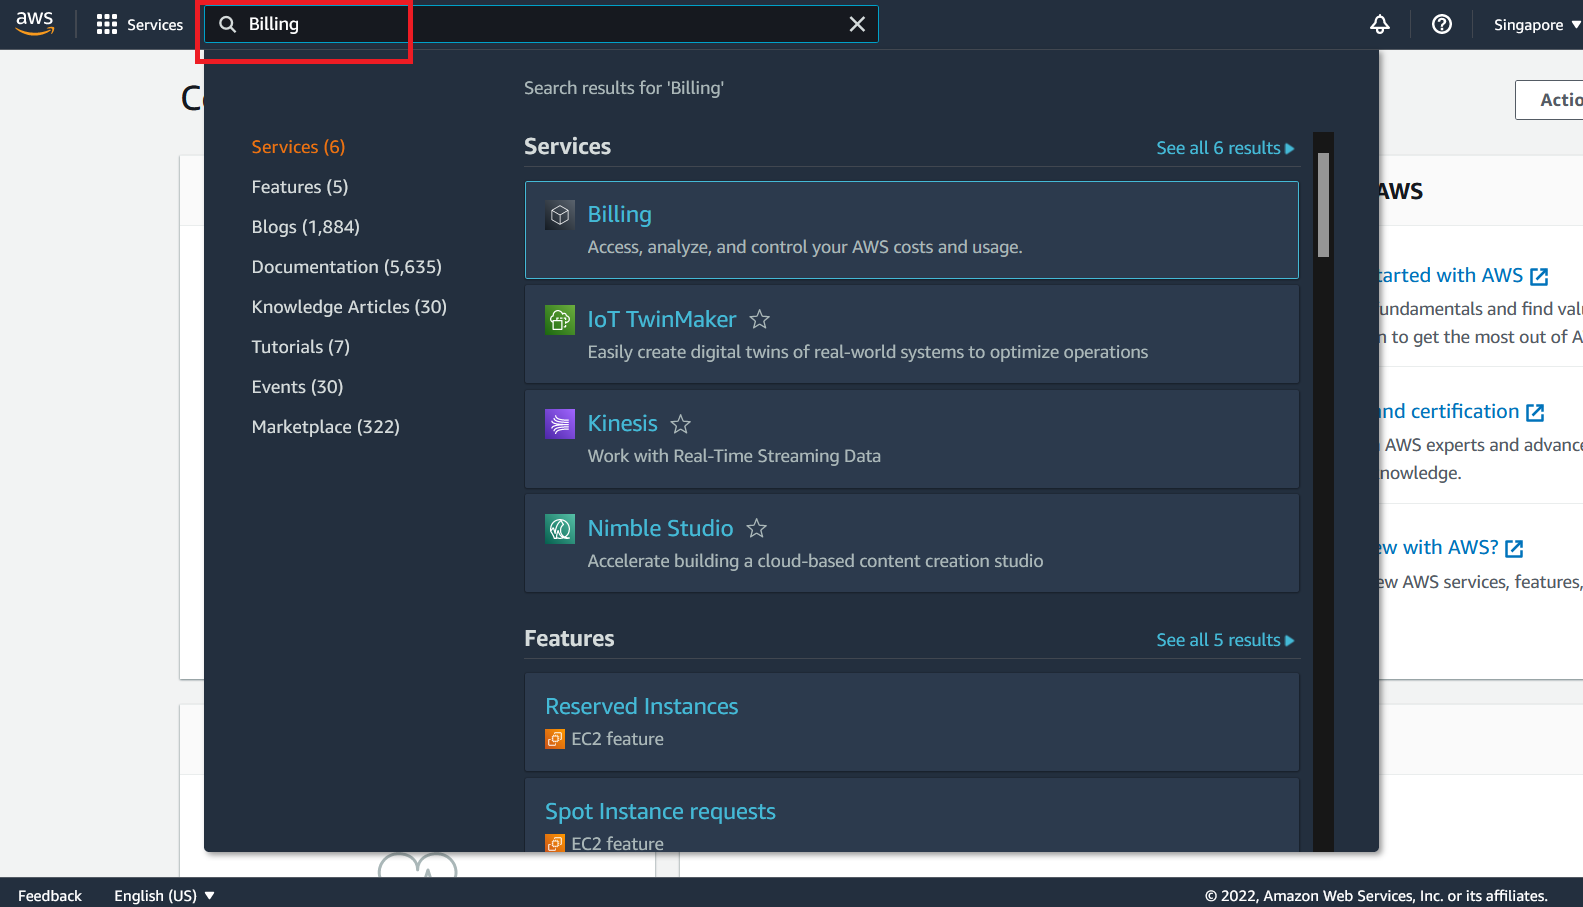 aws
Services
Billing
Singapore
Search results for 'Billing'
Services (6)
Features (5)
Blogs (1,884)
Documentation (5,635)
Knowledge Articles (30)
Tutorials (7)
Events (30)
Marketplace (322)
Services
See all 6 results
Billing
Access, analyze, and control your AWS costs and usage.
IoT TwinMaker
Easily create digital twins of real-world systems to optimize operations
Kinesis
Work with Real-Time Streaming Data
Nimble Studio
Accelerate building a cloud-based content creation studio
Features
See all 5 results
Reserved Instances
EC2 feature
Spot Instance requests
EC2 feature
Actio
AWS
tarted with AWS
undamentals and find val
n to get the most out of A
and certification
AWS experts and advance
nowledge.
ew with AWS?
ew AWS services, features,
Feedback
English (US)
© 2022, Amazon Web Services, Inc. or its affiliates.